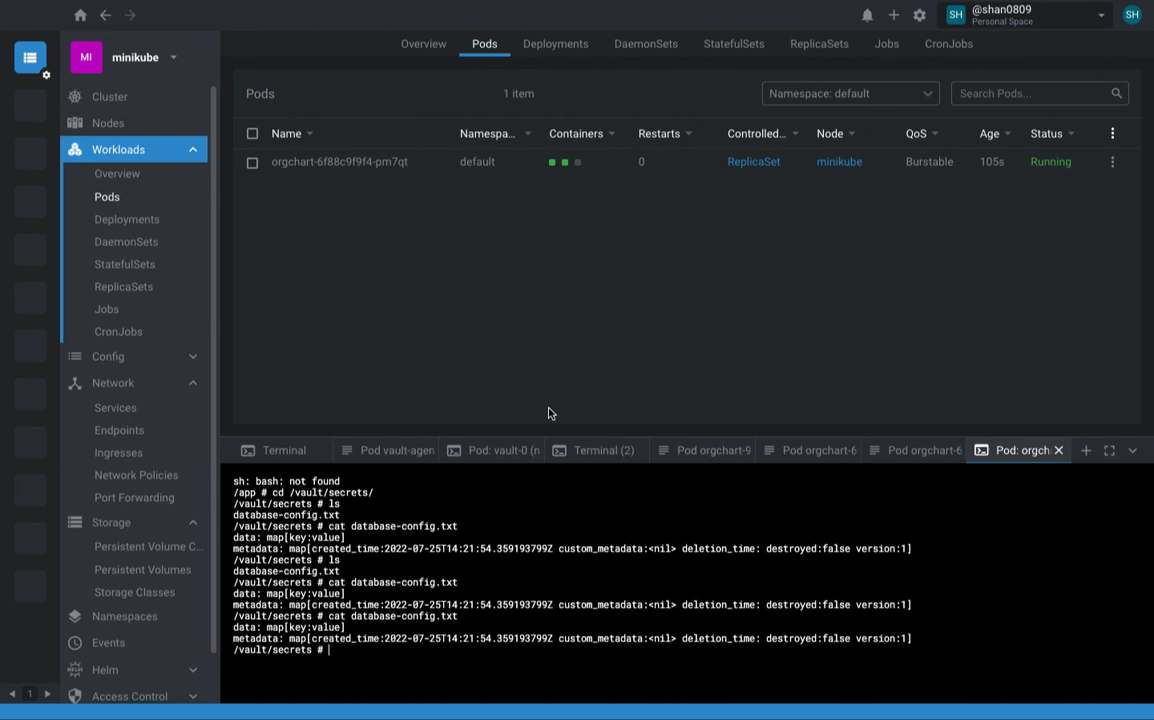 @shan0809
SH
Personal Space
SH
MI
minikube
Overview
Pods
Deployments
DaemonSets
StatefulSets
ReplicaSets
Jobs
CronJobs
Cluster
Nodes
Workloads
Overview
Pods
Deployments
DaemonSets
StatefulSets
ReplicaSets
Jobs
CronJobs
Config
Network
Services
Endpoints
Ingresses
Network Policies
Port Forwarding
Storage
Persistent Volume C...
Persistent Volumes
Storage Classes
Namespaces
Events
HELM
Helm
Access Control
1
Pods
1 item
Namespace: default
Search Pods...
Name
Namespa...
Containers
Restarts
Controlled...
Node
QoS
Age
Status
orgchart-6f88c9f9f4-pm7qt
default
0
ReplicaSet
minikube
Burstable
105s
Running
Terminal
Pod vault-agen
Pod: vault-0 (n
Terminal (2)
Pod orgchart-9
Pod orgchart-6
Pod orgchart-6
Pod: orgch
sh: bash: not found
/app # cd /vault/secrets/
/vault/secrets # ls
database-config.txt
/vault/secrets # cat database-config.txt
data: map[key:value]
metadata: map[created_time:2022-07-25T14:21:54.359193799Z custom_metadata:<nil> deletion_time: destroyed:false version:1]
/vault/secrets # ls
database-config.txt
/vault/secrets # cat database-config.txt
data: map[key:value]
metadata: map[created_time:2022-07-25T14:21:54.359193799Z custom_metadata:<nil> deletion_time: destroyed:false version:1]
/vault/secrets # cat database-config.txt
data: map[key:value]
metadata: map[created_time:2022-07-25T14:21:54.359193799Z custom_metadata:<nil> deletion_time: destroyed:false version:1]
/vault/secrets #